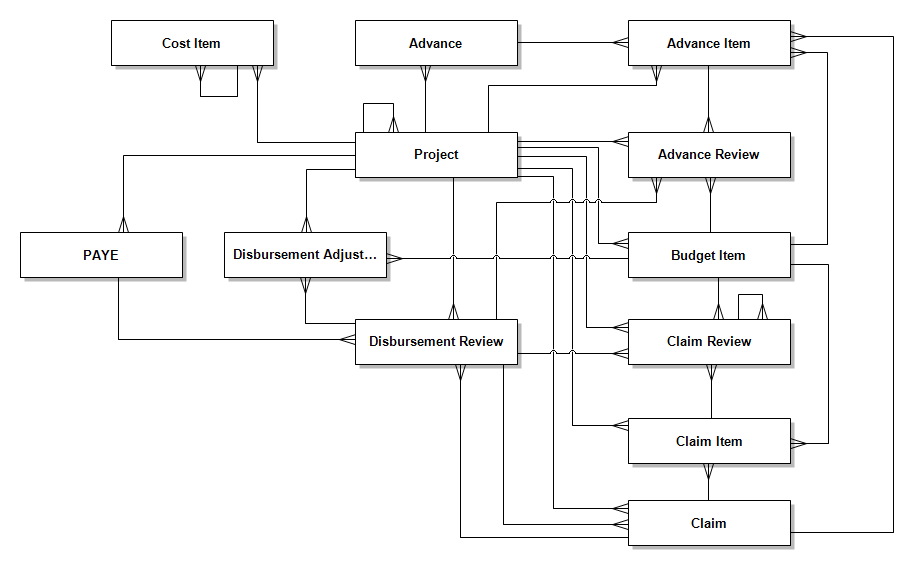 Cost Item
Advance
Advance Item
Project
Advance Review
PAYE
Disbursement Adjust...
Budget Item
Disbursement Review
Claim Review
Claim Item
Claim